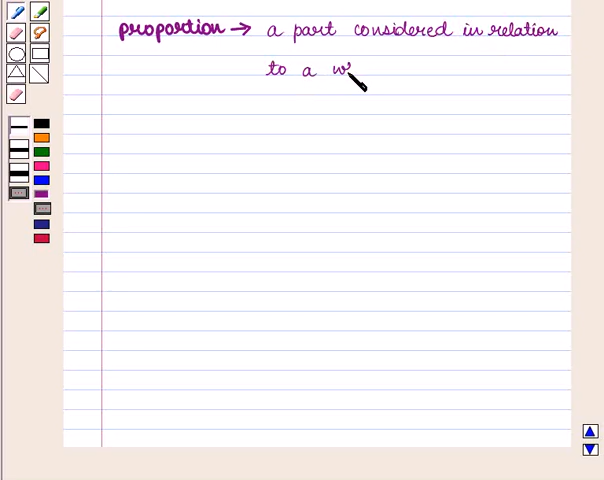 proportion → a part considered in relation
to a w